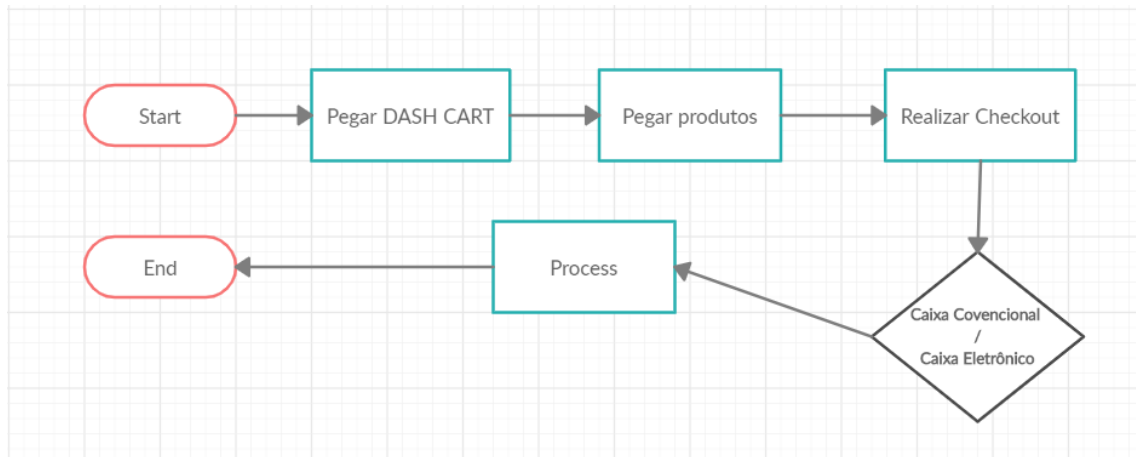 Start
Pegar DASH CART
Pegar produtos
Realizar Checkout
Caixa Covencional
/
Caixa Eletrônico
Process
End